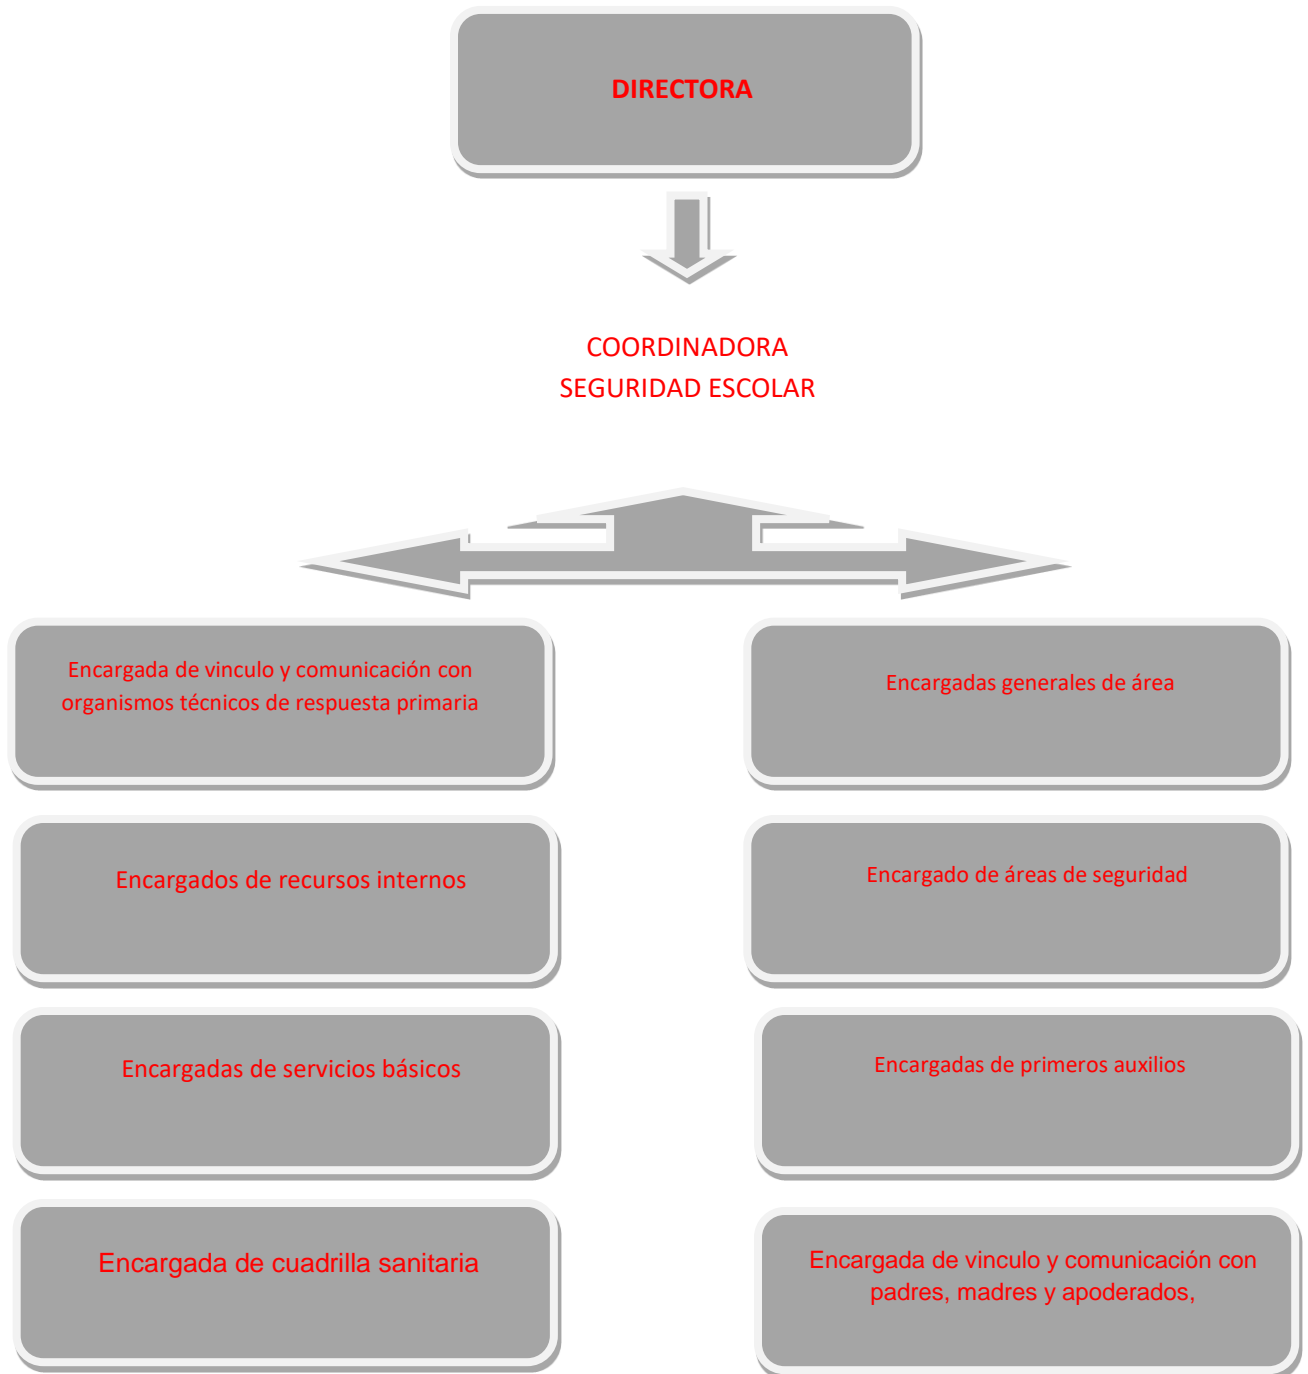 DIRECTORA
COORDINADORA
SEGURIDAD ESCOLAR
Encargada de vinculo y comunicación con
organismos técnicos de respuesta primaria
Encargadas generales de área
Encargados de recursos internos
Encargado de áreas de seguridad
Encargadas de servicios básicos
Encargadas de primeros auxilios
Encargada de cuadrilla sanitaria
Encargada de vinculo y comunicación con
padres, madres y apoderados,